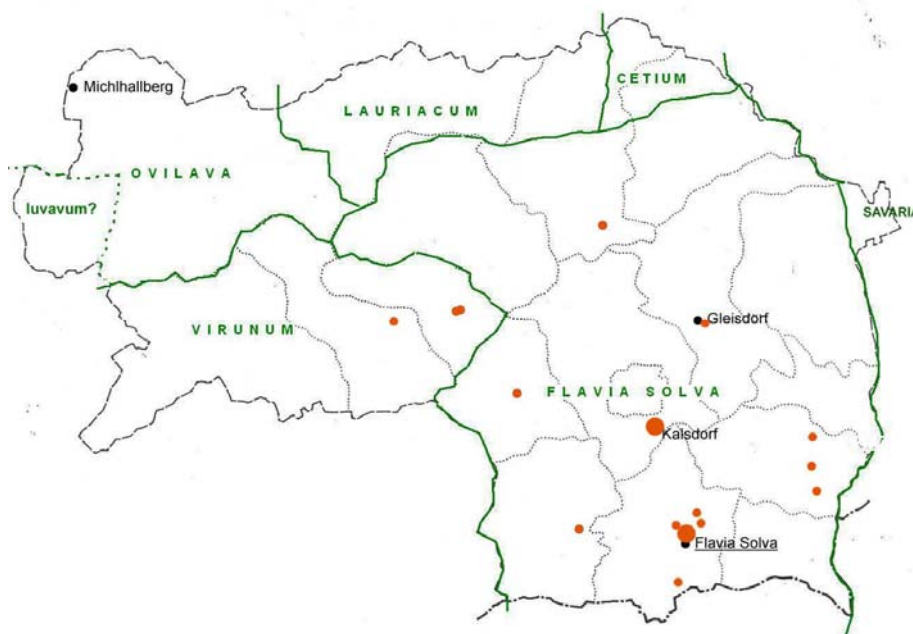 Michlhallberg
CETIUM
LAURIACUM
OVILAVA
Iuvavum?
SAVARIA
VIRUNUM
Gleisdorf
FLAVIA SOLVA
Kalsdorf
Flavia Solva